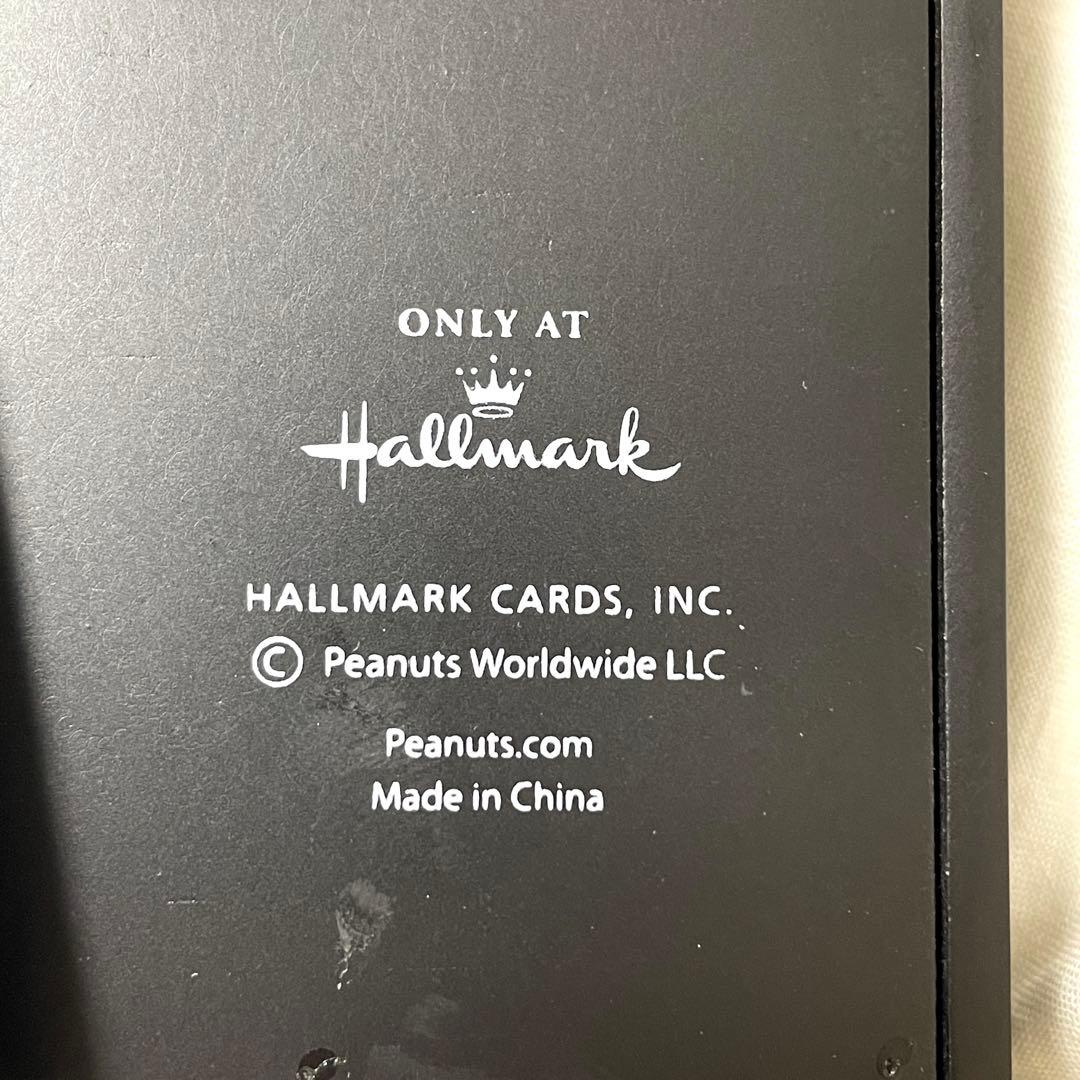 ONLY AT
Hallmark
HALLMARK CARDS, INC.
© Peanuts Worldwide LLC
Peanuts.com
Made in China